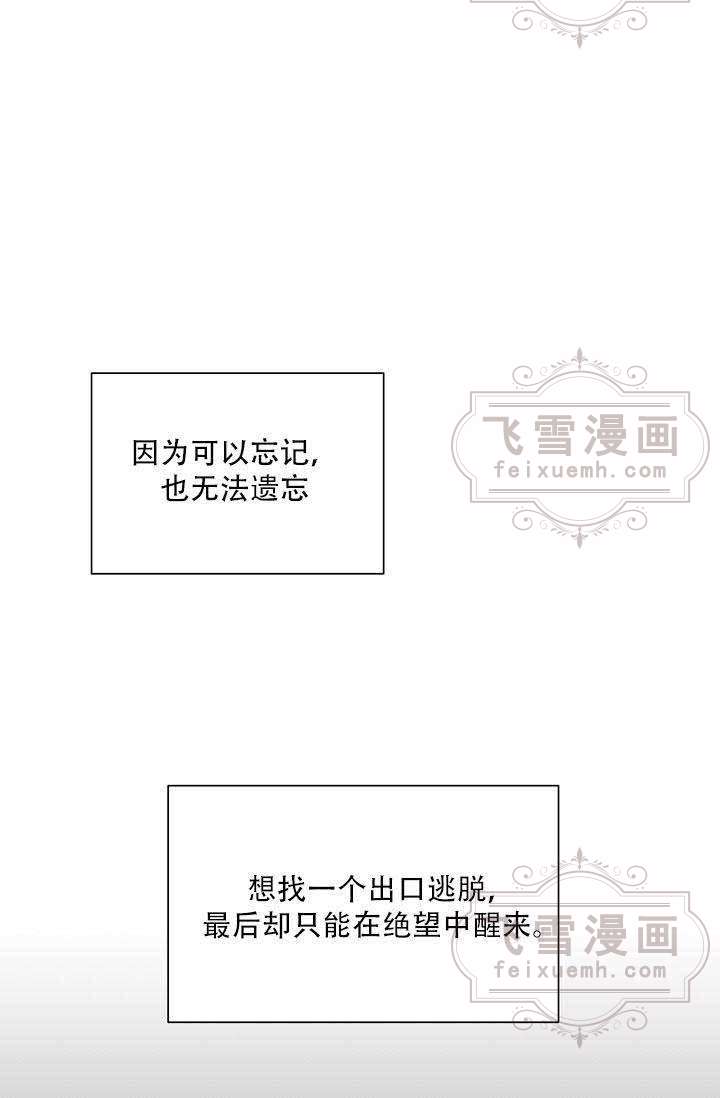 因为可以忘记,
也无法遗忘
飞雪漫画
feixuemh.com
想找一个出口逃脱,
最后却只能在绝望中醒来。
飞雪漫画
feixuemh.com